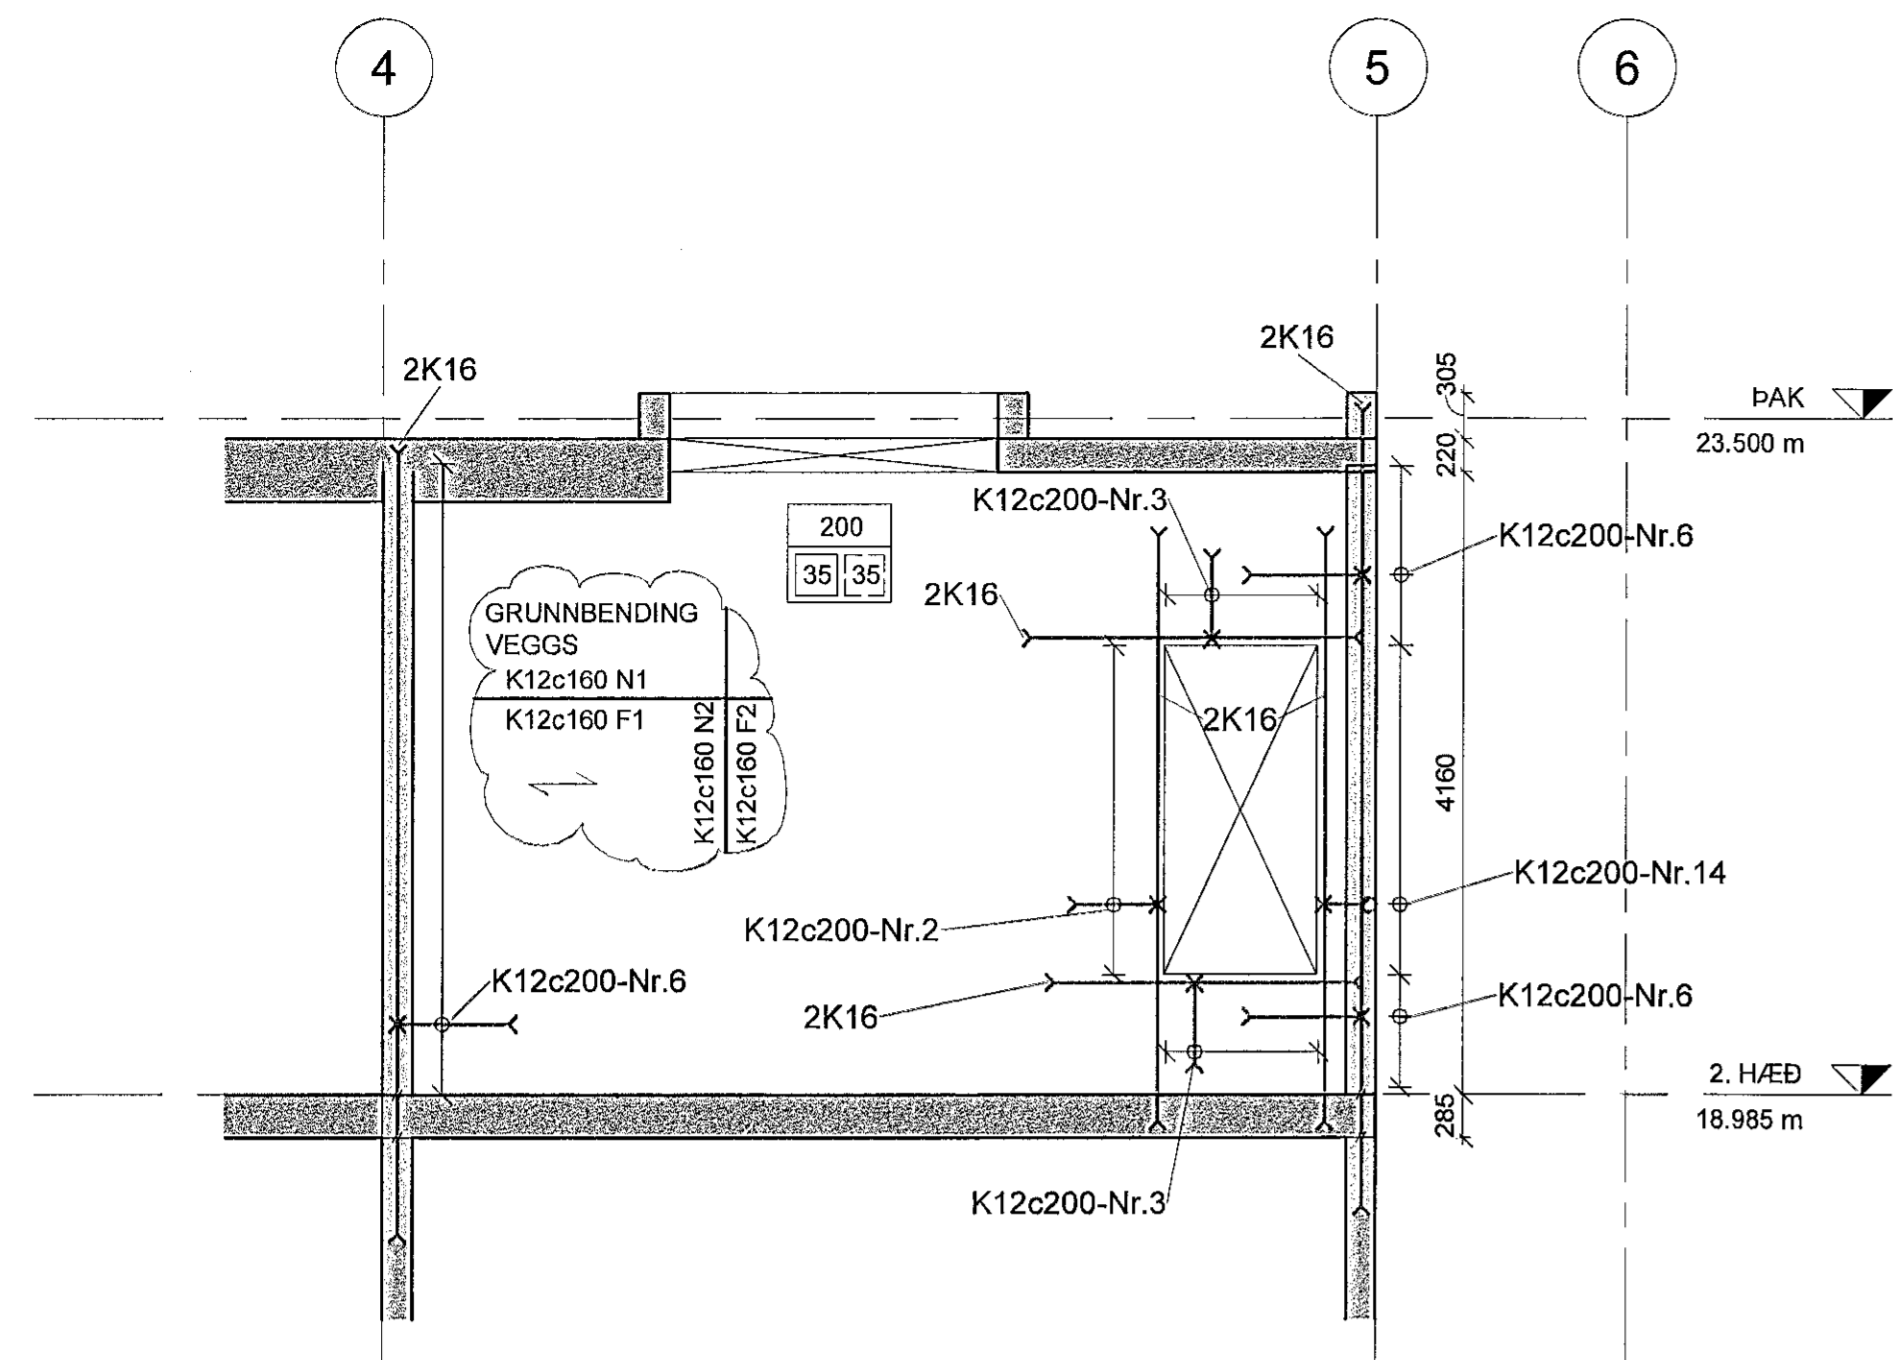 4
5
6
2K16
2K16
305
ÞAK
23.500 m
220
K12c200-Nr.3
200
35 35
K12c200-Nr.6
2K16
GRUNNBENDING
VEGGS
K12c160 N1
K12c160 F1
K12c160 N2
K12c160 F2
2K16
4160
K12c200-Nr.14
K12c200-Nr.2
K12c200-Nr.6
2K16
K12c200-Nr.6
2. HÆÐ
18.985 m
285
K12c200-Nr.3